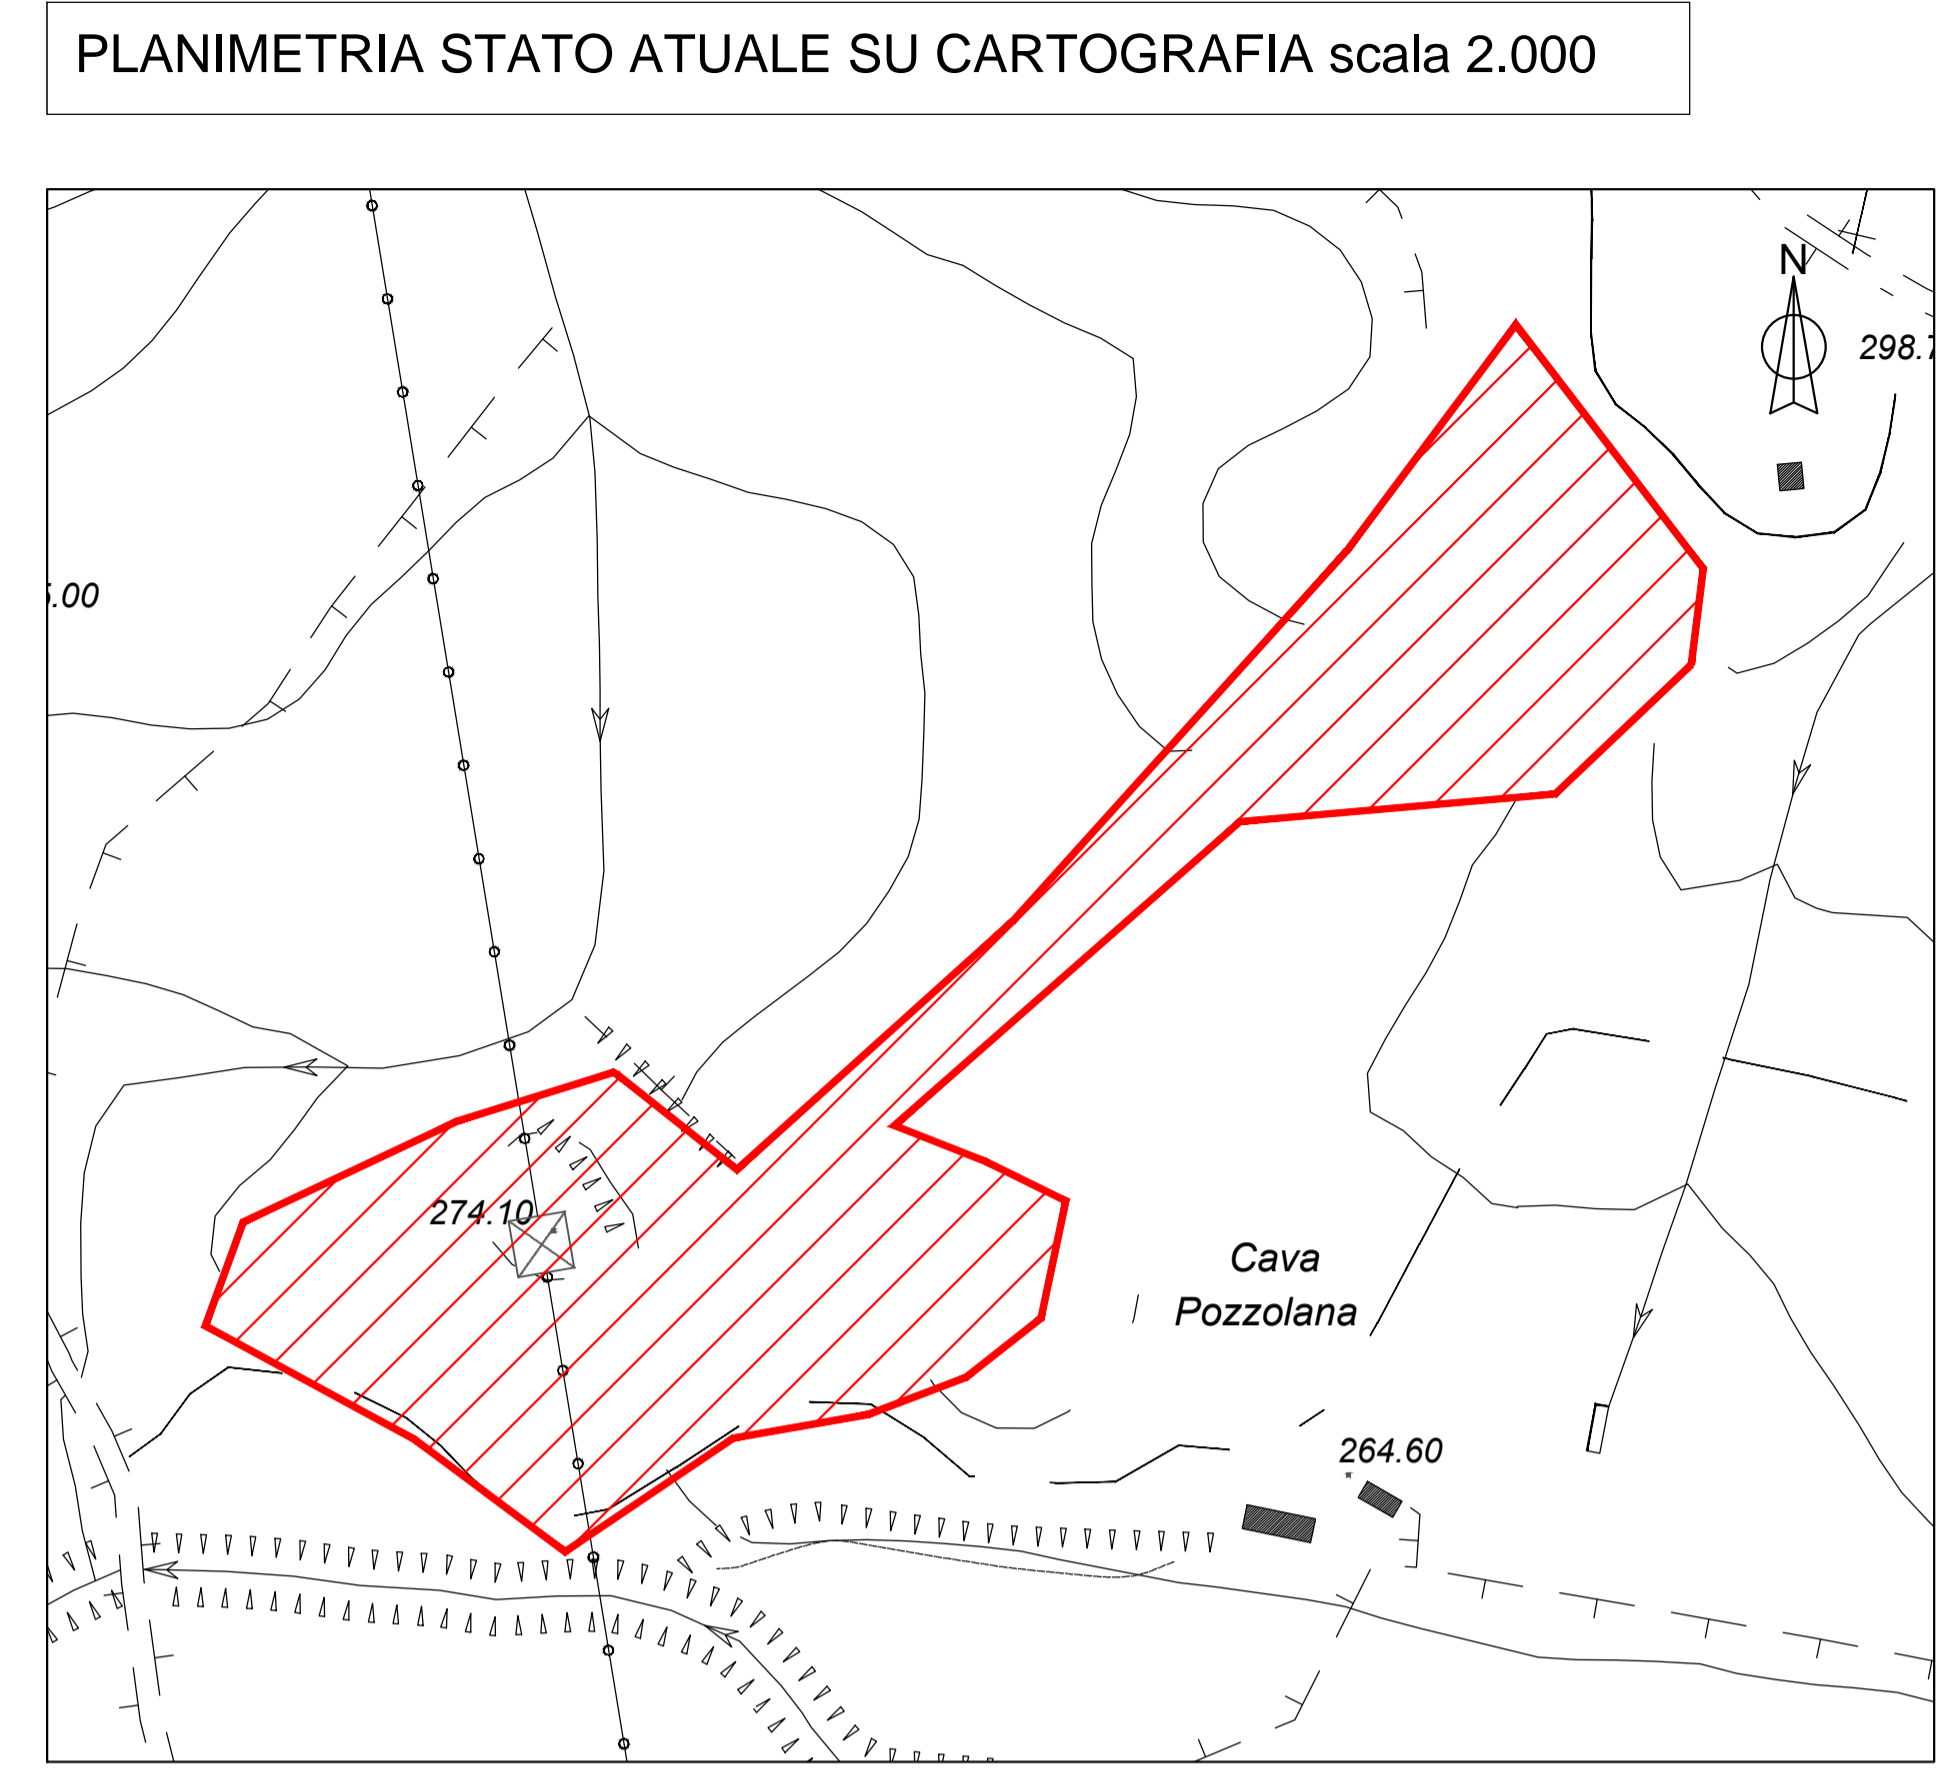 PLANIMETRIA STATO ATUALE SU CARTOGRAFIA scala 2.000
N
298.7
.00
274.10
Cava
Pozzolana
264.60